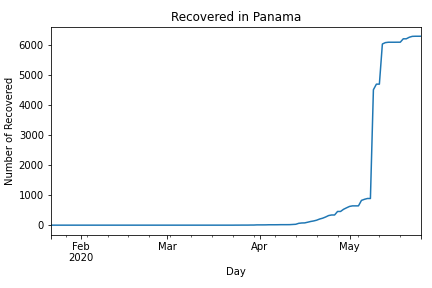 Recovered in Panama
Number of Recovered
6000
5000
4000
3000
2000
1000
0
Feb
2020
Mar
Apr
May
Day